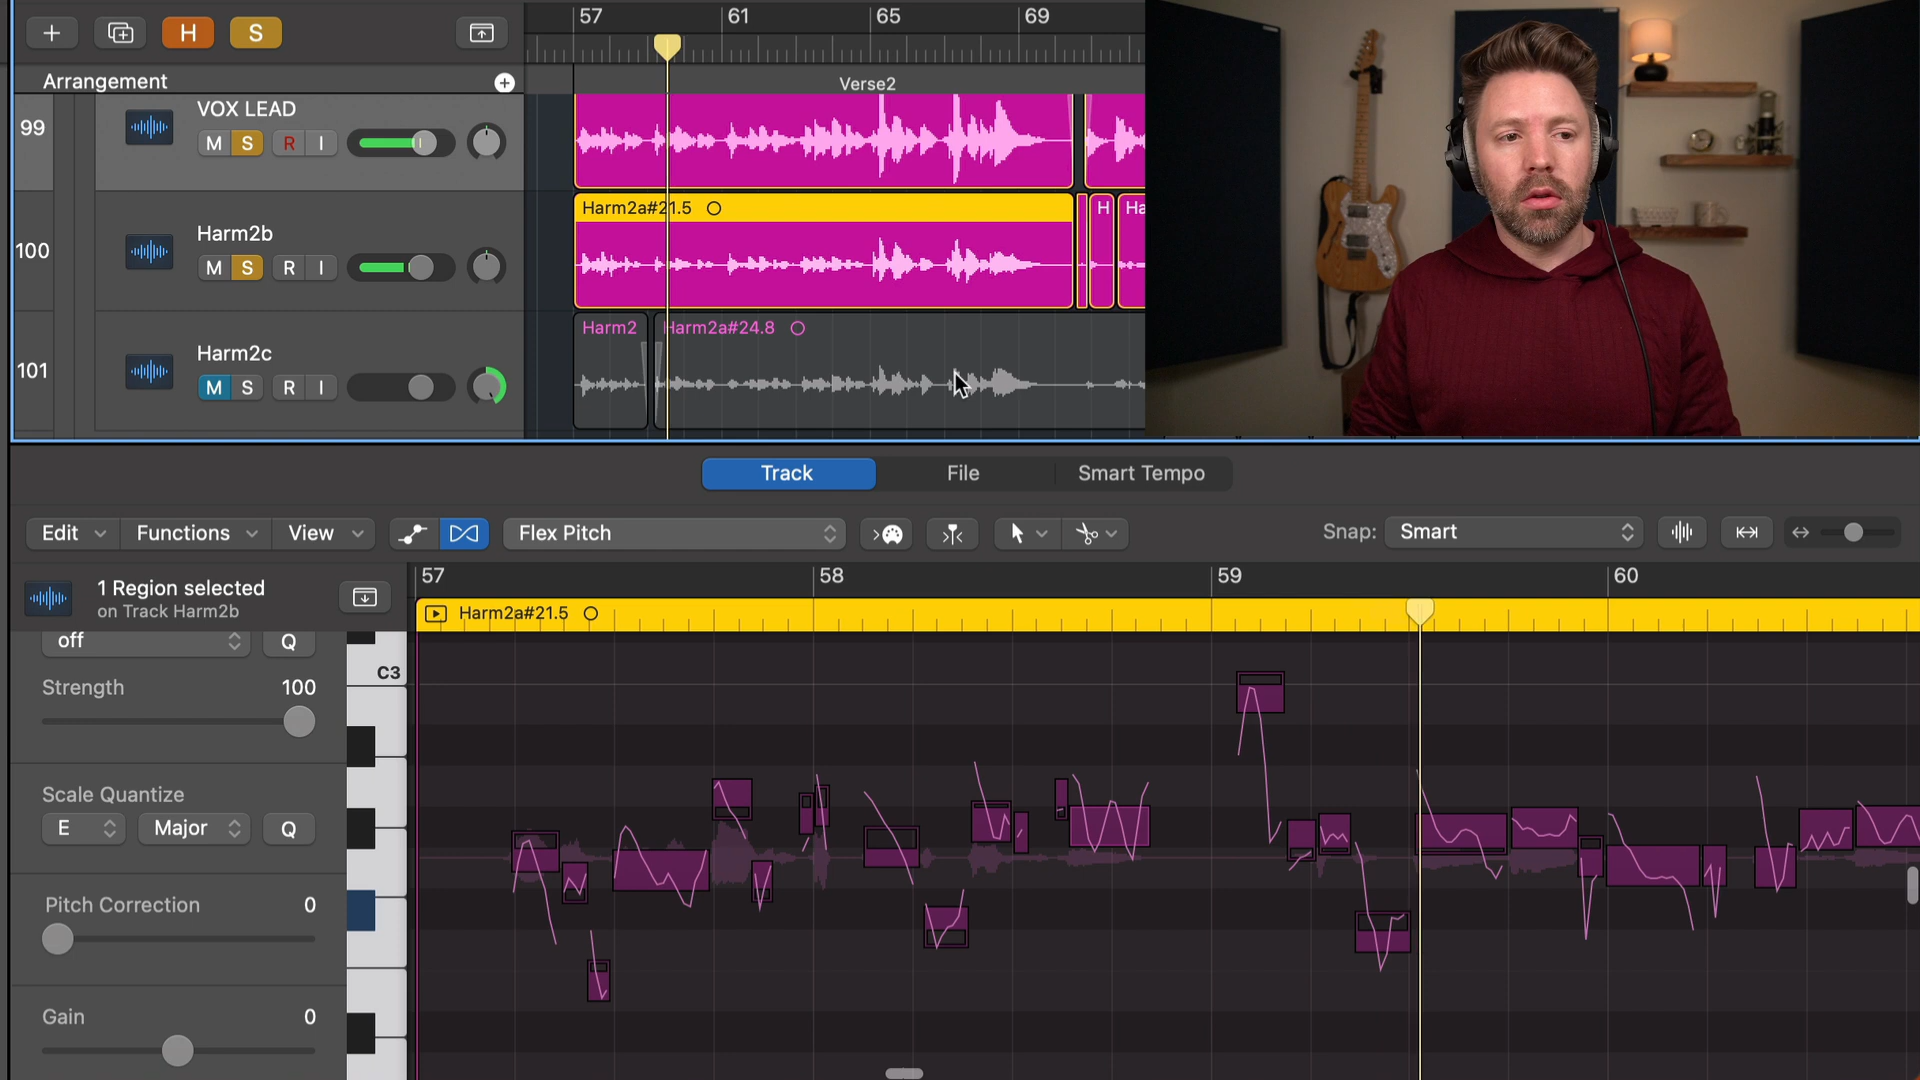 57 61 65 69
+ H S
Arrangement +
Verse2
99 VOX LEAD
M S R I
100 Harm2b
M S R I
Harm2a#21.5 H Ha
101 Harm2c
M S R I
Harm2 Harm2a#24.8
Track File Smart Tempo
Edit Functions View Flex Pitch Snap: Smart
1 Region selected
on Track Harm2b
57 58 59 60
Harm2a#21.5
off Q
C3
Strength 100
Scale Quantize
E Major Q
Pitch Correction 0
Gain 0